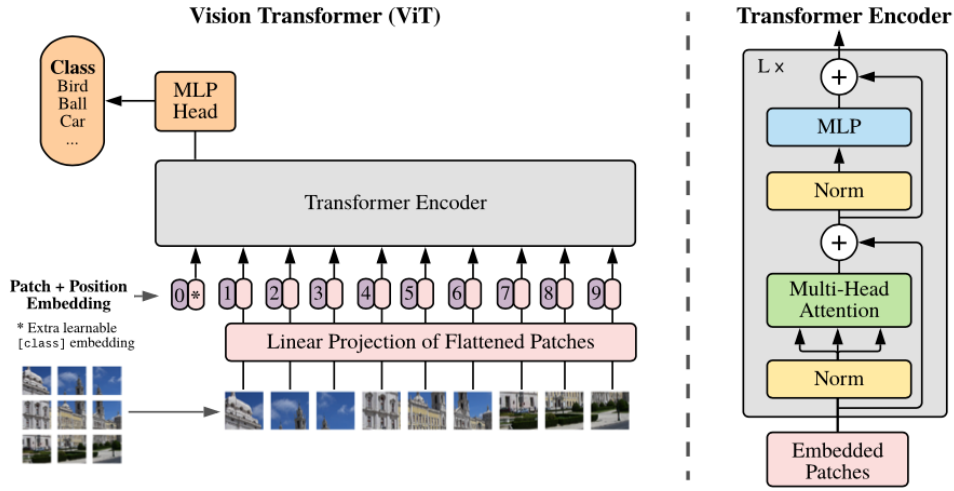 Vision Transformer (ViT)
Class
Bird
Ball
Car
...
MLP
Head
Transformer Encoder
Patch + Position
Embedding
0 * 1 2 3 4 5 6 7 8 9
* Extra learnable
[class] embedding
Linear Projection of Flattened Patches
Transformer Encoder
L ×
+
MLP
Norm
+
Multi-Head
Attention
Norm
Embedded
Patches